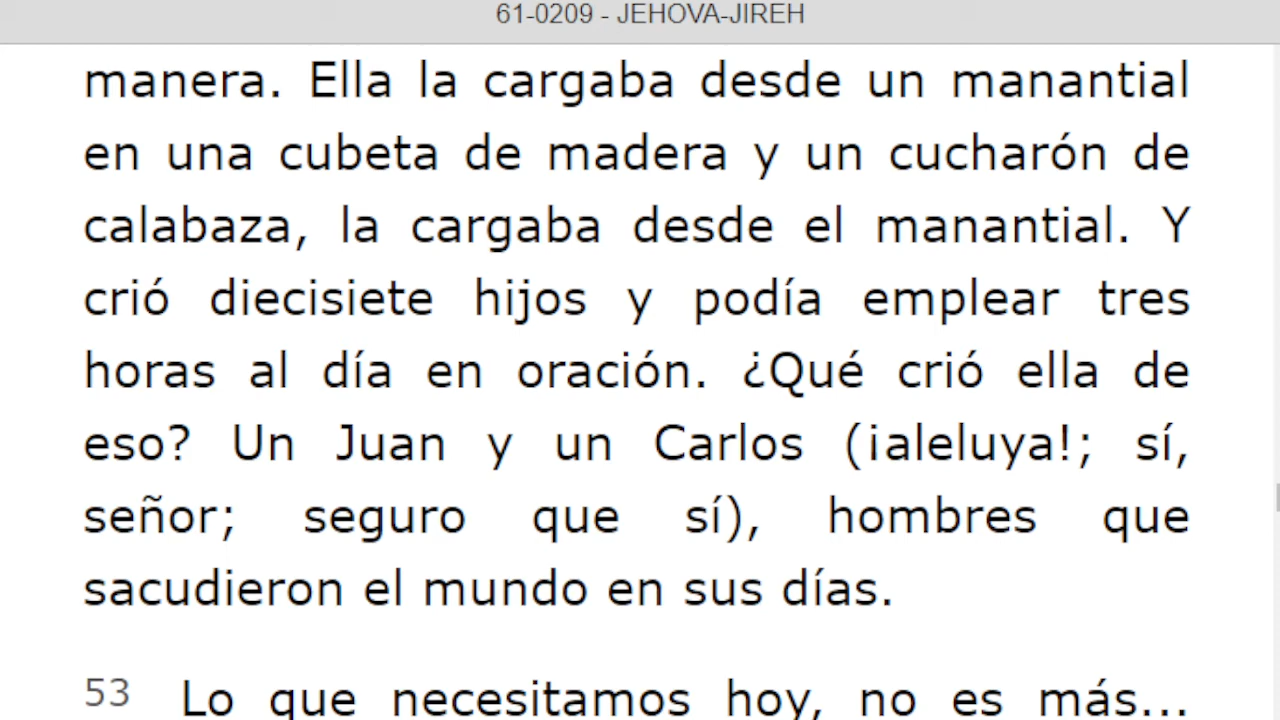 61-0209 - JEHOVA-JIREH
manera. Ella la cargaba desde un manantial
en una cubeta de madera y un cucharón de
calabaza, la cargaba desde el manantial. Y
crió diecisiete hijos y podía emplear tres
horas al día en oración. ¿Qué crió ella de
eso? Un Juan y un Carlos (¡aleluya!; sí,
señor; seguro que sí), hombres que
sacudieron el mundo en sus días.
53 Lo que necesitamos hoy, no es más...